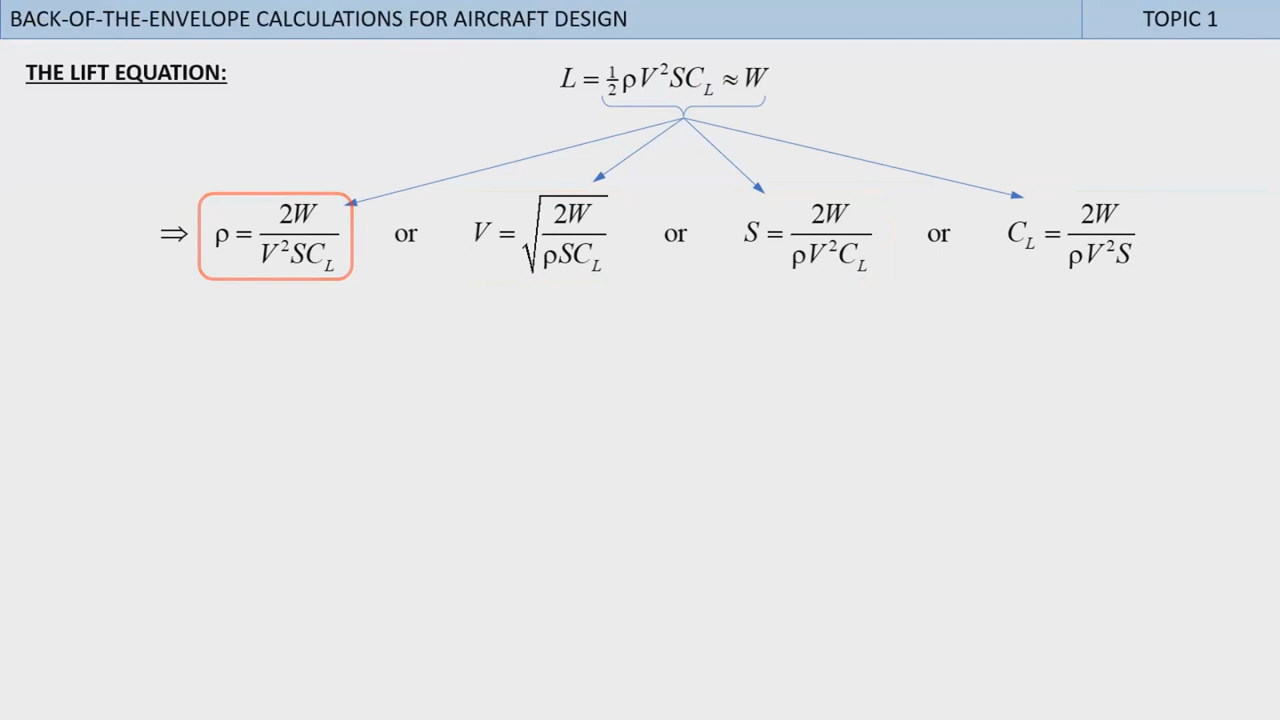 BACK-OF-THE-ENVELOPE CALCULATIONS FOR AIRCRAFT DESIGN
TOPIC 1
THE LIFT EQUATION:
L = ½ρV²SC_L ≈ W
⇒ ρ = 2W / V²SC_L or V = √(2W / ρSC_L) or S = 2W / ρV²C_L or C_L = 2W / ρV²S